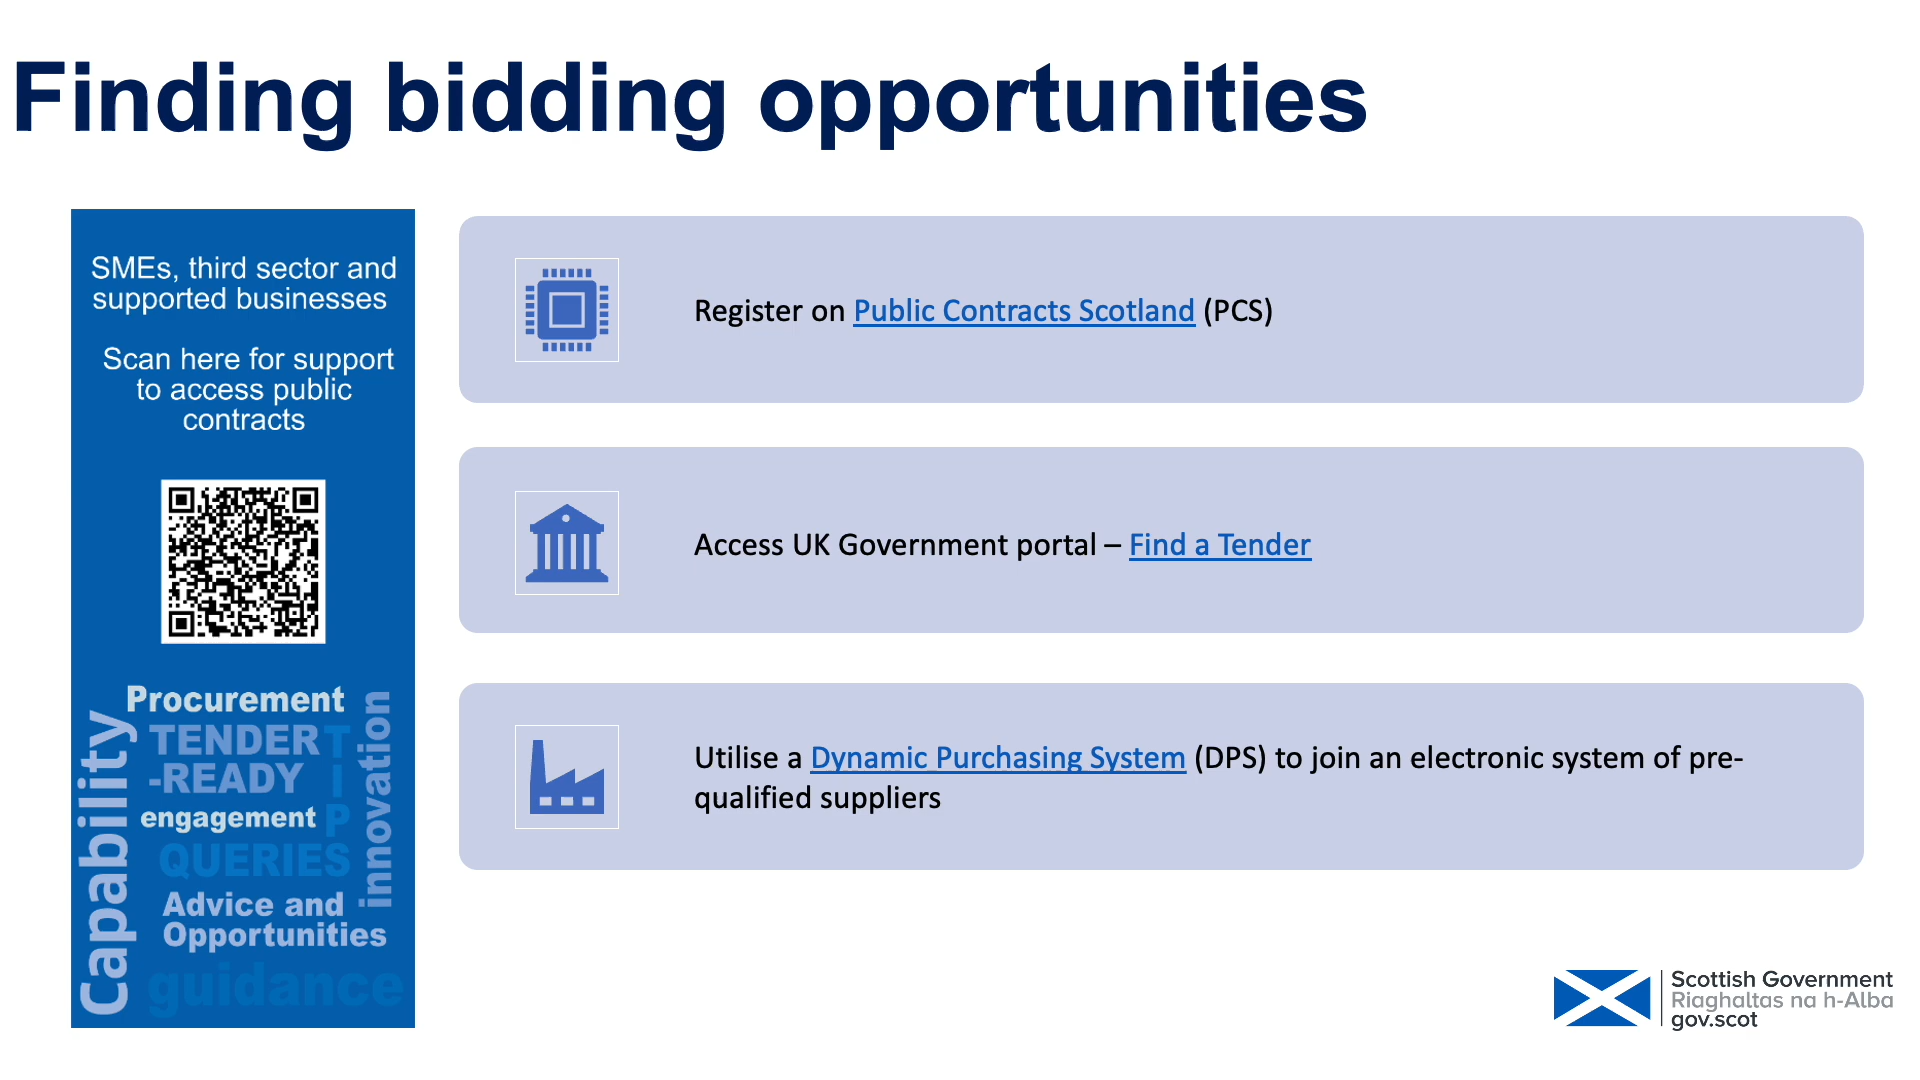 Finding bidding opportunities
SMEs, third sector and
supported businesses
Scan here for support
to access public
contracts
Procurement
TENDER
-READY
TIPS
innovation
Capability
engagement
QUERIES
Advice and
Opportunities
guidance
Register on Public Contracts Scotland (PCS)
Access UK Government portal – Find a Tender
Utilise a Dynamic Purchasing System (DPS) to join an electronic system of pre-
qualified suppliers
Scottish Government
Riaghaltas na h-Alba
gov.scot